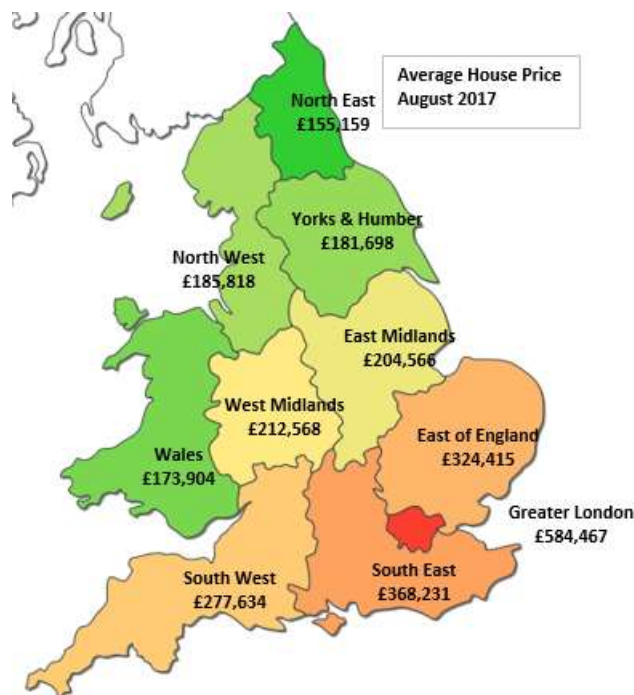 Average House Price
August 2017
North East
£155,159
Yorks & Humber
£181,698
North West
£185,818
East Midlands
£204,566
West Midlands
£212,568
East of England
£324,415
Wales
£173,904
Greater London
£584,467
South West
£277,634
South East
£368,231